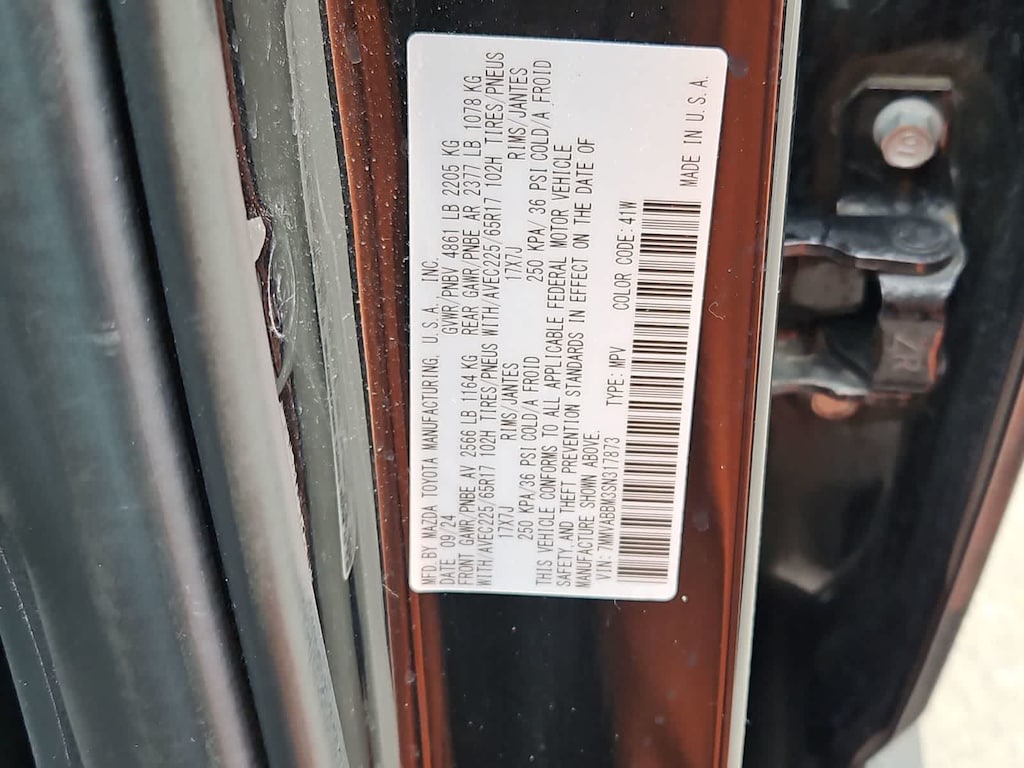 MFD. BY MAZDA TOYOTA MANUFACTURING, U.S.A., INC.
DATE 09/24 GVWR/PNBV 4861 LB 2205 KG
FRONT GAWR/PNBE AV 2566 LB 1164 KG REAR GAWR/PNBE AR 2377 LB 1078 KG
WITH/AVEC225/65R17 102H TIRES/PNEUS WITH/AVEC225/65R17 102H TIRES/PNEUS
17X7J RIMS/JANTES 17X7J RIMS/JANTES
250 KPA/36 PSI COLD/A FROID 250 KPA/ 36 PSI COLD/A FROID
THIS VEHICLE CONFORMS TO ALL APPLICABLE FEDERAL MOTOR VEHICLE
SAFETY AND THEFT PREVENTION STANDARDS IN EFFECT ON THE DATE OF
MANUFACTURE SHOWN ABOVE.
VIN: 7MMVABBM3SN317873 TYPE: MPV COLOR CODE: 41W
MADE IN U.S.A.